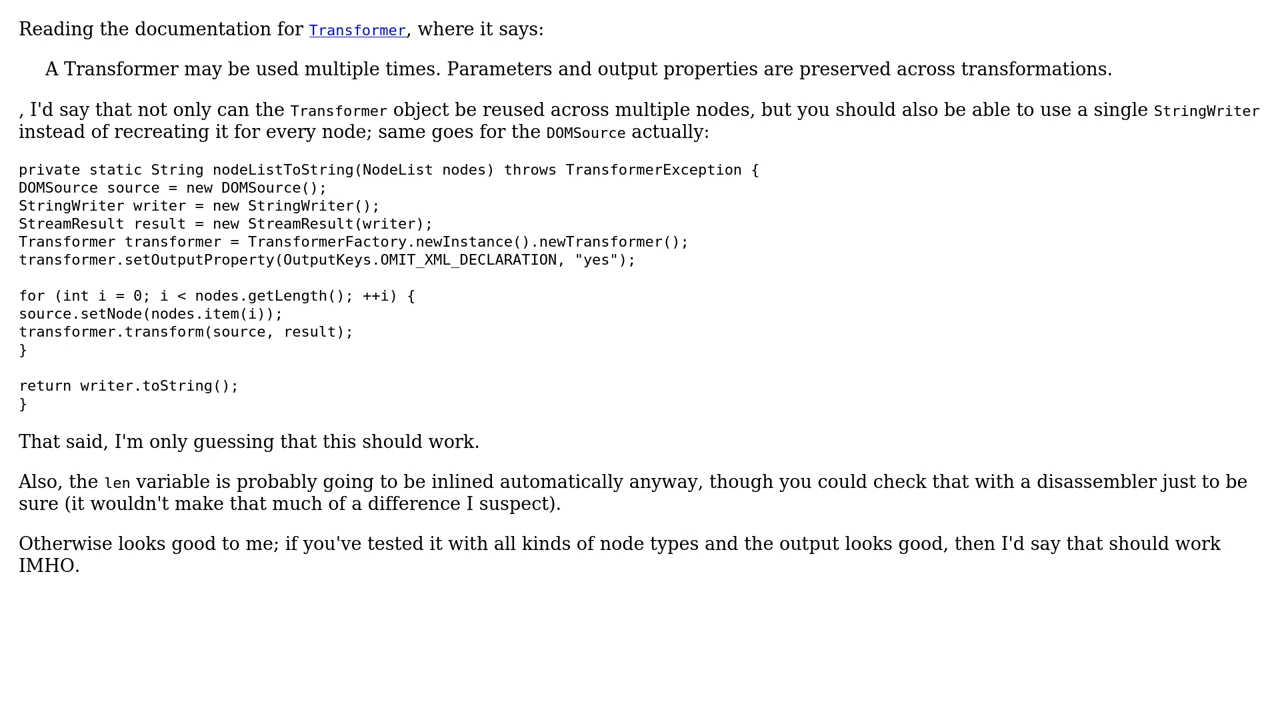 Reading the documentation for Transformer, where it says:
A Transformer may be used multiple times. Parameters and output properties are preserved across transformations.
, I'd say that not only can the Transformer object be reused across multiple nodes, but you should also be able to use a single StringWriter
instead of recreating it for every node; same goes for the DOMSource actually:
private static String nodeListToString(NodeList nodes) throws TransformerException {
DOMSource source = new DOMSource();
StringWriter writer = new StringWriter();
StreamResult result = new StreamResult(writer);
Transformer transformer = TransformerFactory.newInstance().newTransformer();
transformer.setOutputProperty(OutputKeys.OMIT_XML_DECLARATION, "yes");
for (int i = 0; i < nodes.getLength(); ++i) {
source.setNode(nodes.item(i));
transformer.transform(source, result);
}
return writer.toString();
}
That said, I'm only guessing that this should work.
Also, the len variable is probably going to be inlined automatically anyway, though you could check that with a disassembler just to be
sure (it wouldn't make that much of a difference I suspect).
Otherwise looks good to me; if you've tested it with all kinds of node types and the output looks good, then I'd say that should work
IMHO.